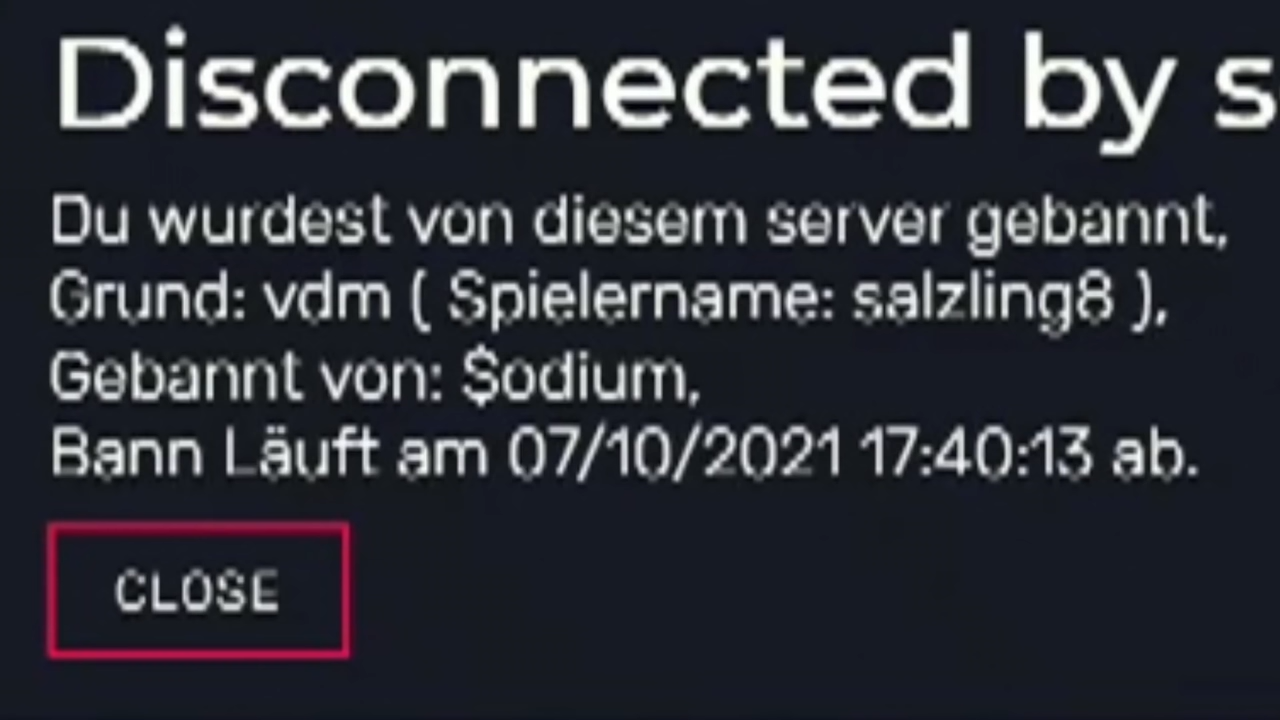 Disconnected by s
Du wurdest von diesem server gebannt,
Grund: vdm ( Spielername: salzling8 ),
Gebannt von: $odium,
Bann Läuft am 07/10/2021 17:40:13 ab.
CLOSE